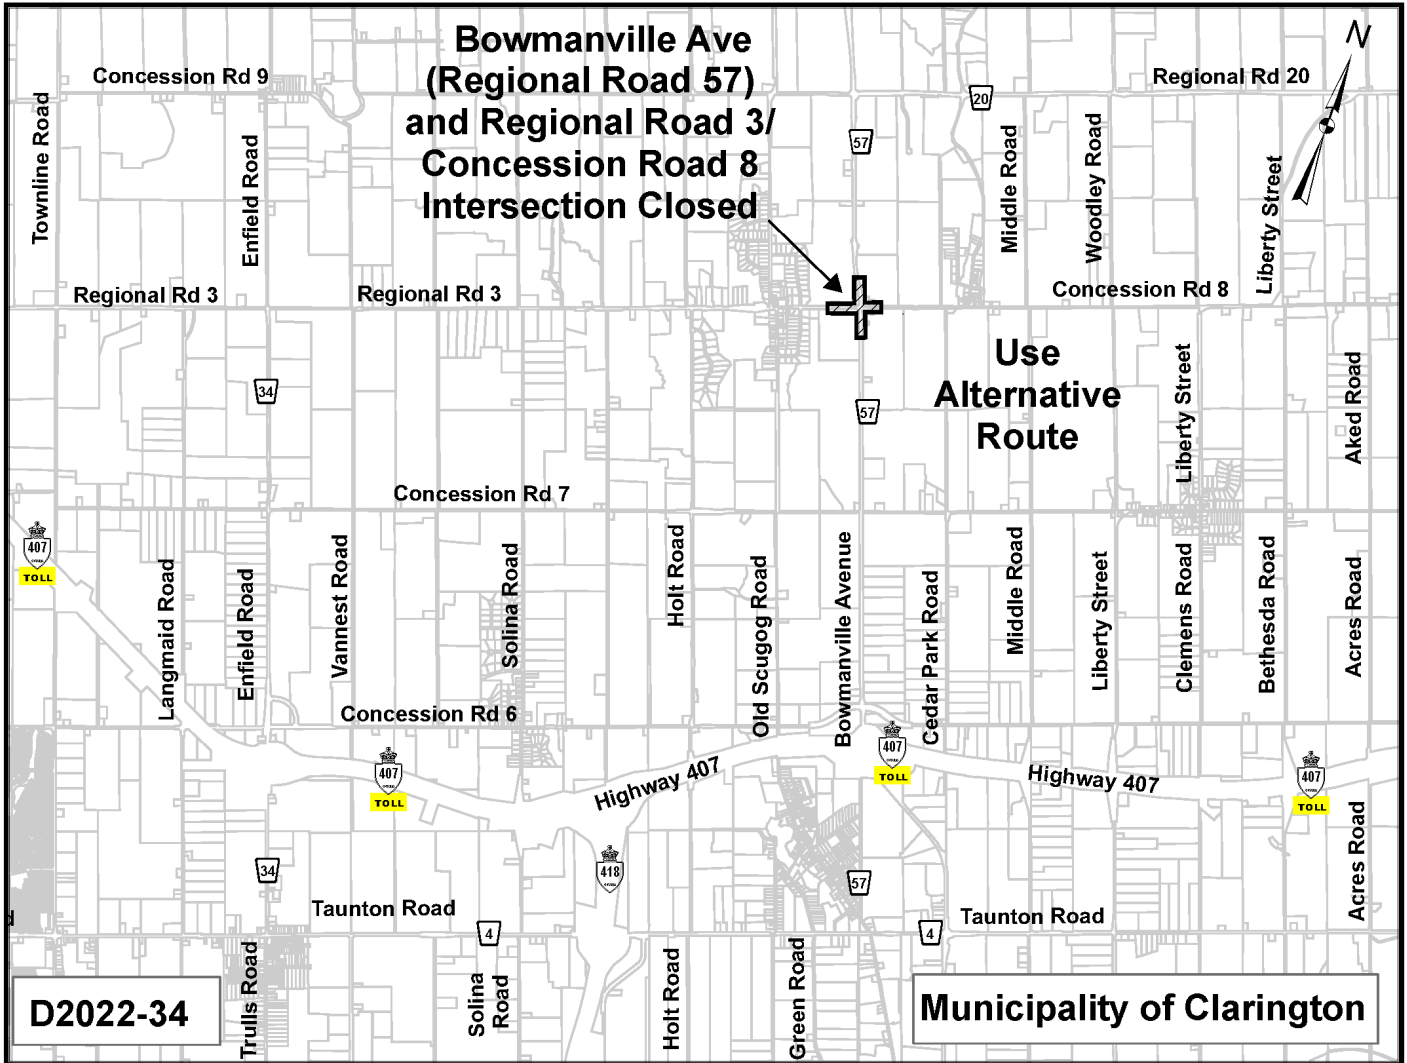 Bowmanville Ave
(Regional Road 57)
and Regional Road 3/
Concession Road 8
Intersection Closed
N
Concession Rd 9
Regional Rd 20
20
57
Townline Road
Enfield Road
Middle Road
Woodley Road
Liberty Street
Regional Rd 3
Regional Rd 3
Concession Rd 8
Use
Alternative
Route
34
57
Liberty Street
Aked Road
Concession Rd 7
407
TOLL
Langmaid Road
Enfield Road
Vannest Road
Solina Road
Holt Road
Old Scugog Road
Bowmanville Avenue
Cedar Park Road
Middle Road
Liberty Street
Clemens Road
Bethesda Road
Acres Road
Concession Rd 6
407
TOLL
Highway 407
407
TOLL
Highway 407
407
TOLL
34
418
57
Acres Road
Taunton Road
4
Taunton Road
4
Trulls Road
Solina
Road
Holt Road
Green Road
D2022-34
Municipality of Clarington